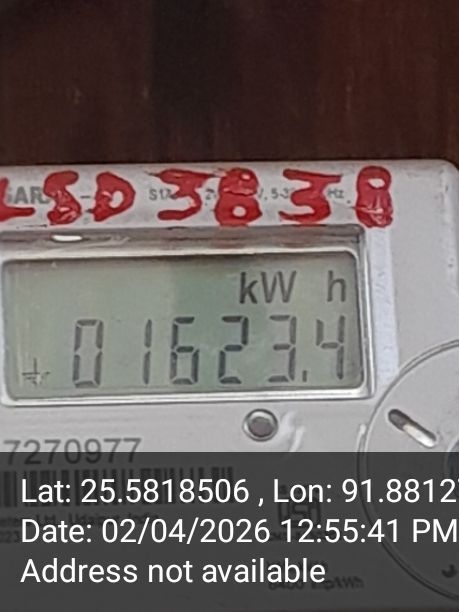 LSD 3838
kW h
01623.4
7270977
Lat: 25.5818506 , Lon: 91.8812
Date: 02/04/2026 12:55:41 PM
Address not available